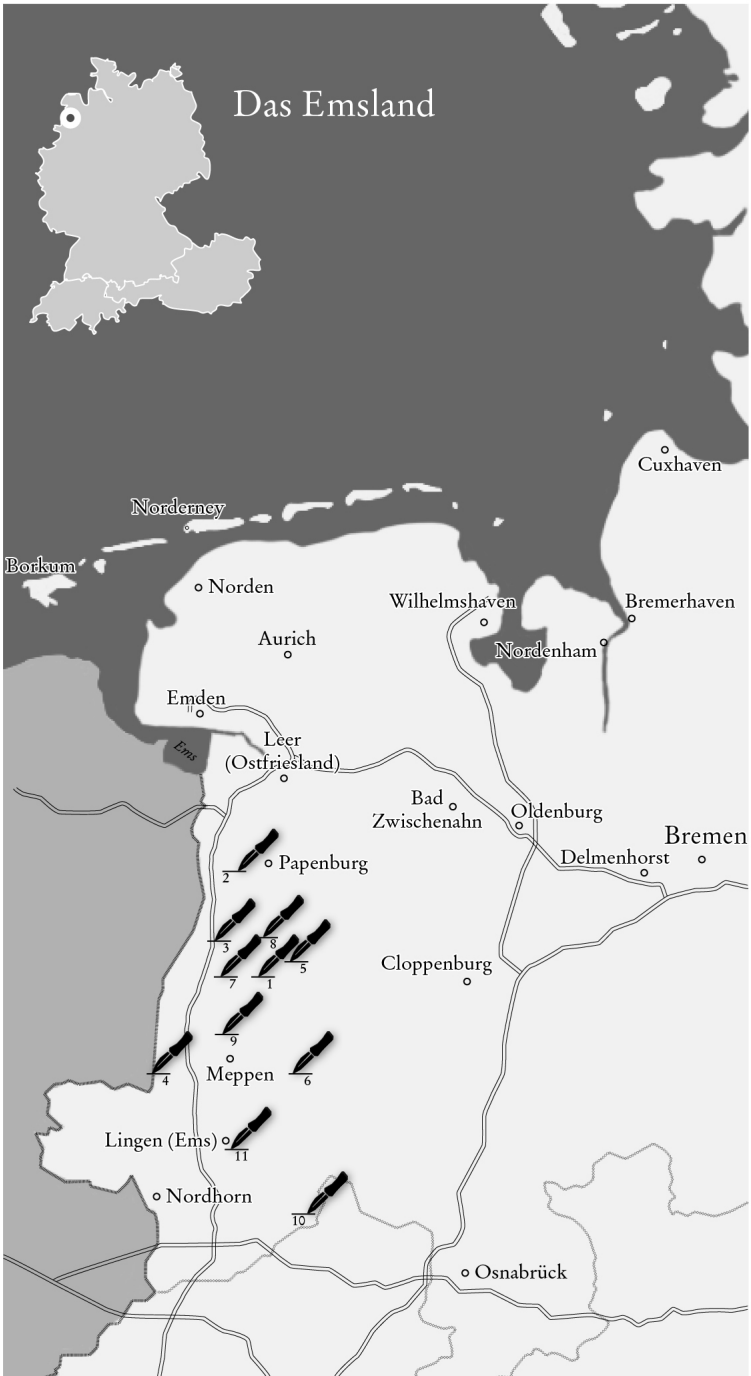 Das Emsland
Cuxhaven
Norderney
Borkum
Norden
Wilhelmshaven
Bremerhaven
Aurich
Nordenham
Emden
Leer
(Ostfriesland)
Ems
Bad
Zwischenahn
Oldenburg
Bremen
Delmenhorst
2
Papenburg
3
8
5
7
1
Cloppenburg
9
4
Meppen
6
Lingen (Ems)
11
Nordhorn
10
Osnabrück